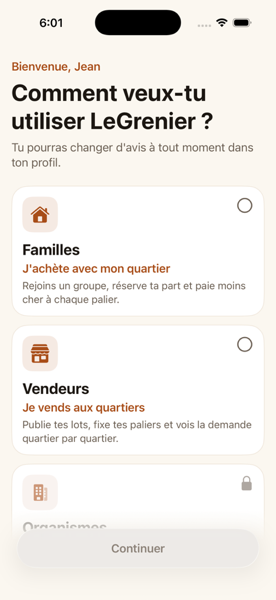 6:01
Bienvenue, Jean
Comment veux-tu
utiliser LeGrenier ?
Tu pourras changer d'avis à tout moment dans
ton profil.
Familles
J'achète avec mon quartier
Rejoins un groupe, réserve ta part et paie moins
cher à chaque palier.
Vendeurs
Je vends aux quartiers
Publie tes lots, fixe tes paliers et vois la demande
quartier par quartier.
Organismes
Continuer